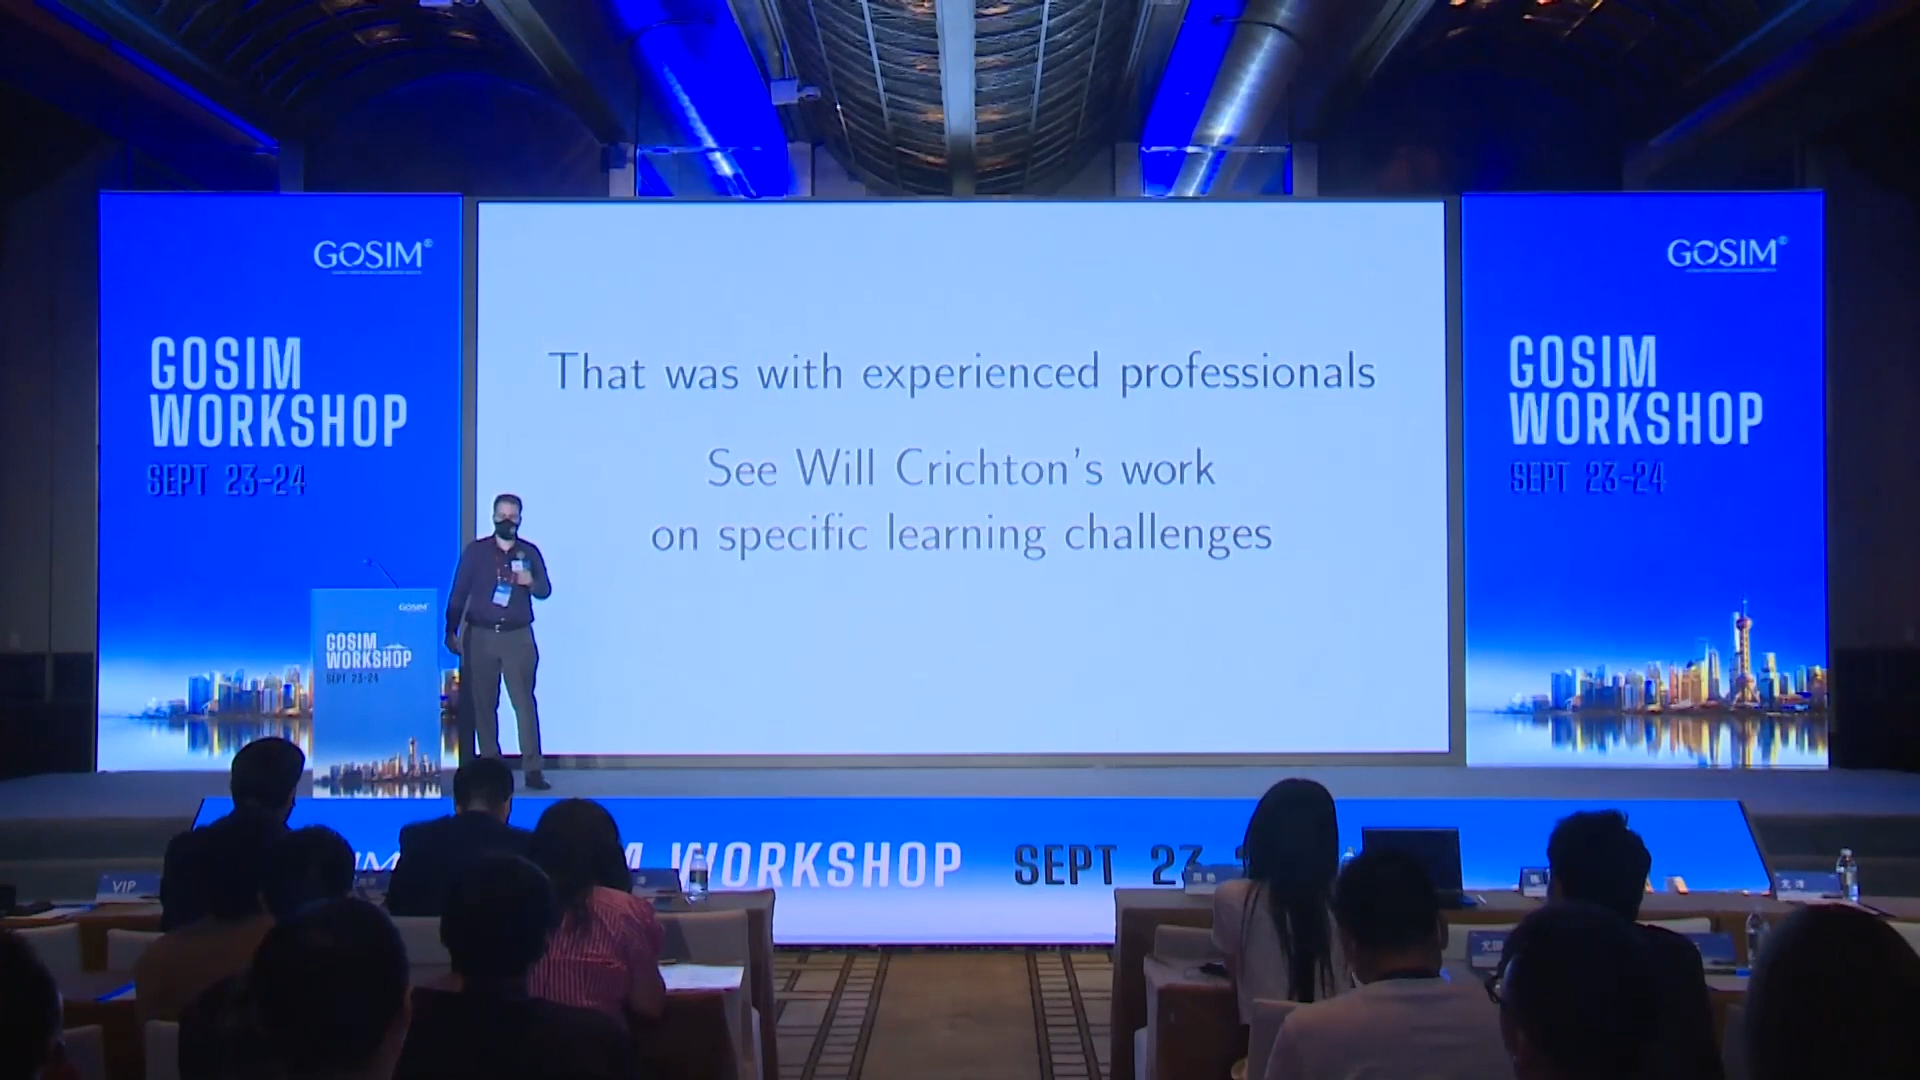 GOSIM®
GOSIM
WORKSHOP
SEPT 23-24
That was with experienced professionals
See Will Crichton's work
on specific learning challenges
GOSIM®
GOSIM
WORKSHOP
SEPT 23-24
GOSIM
GOSIM
WORKSHOP
SEPT 23-24
WORKSHOP SEPT 23
VIP